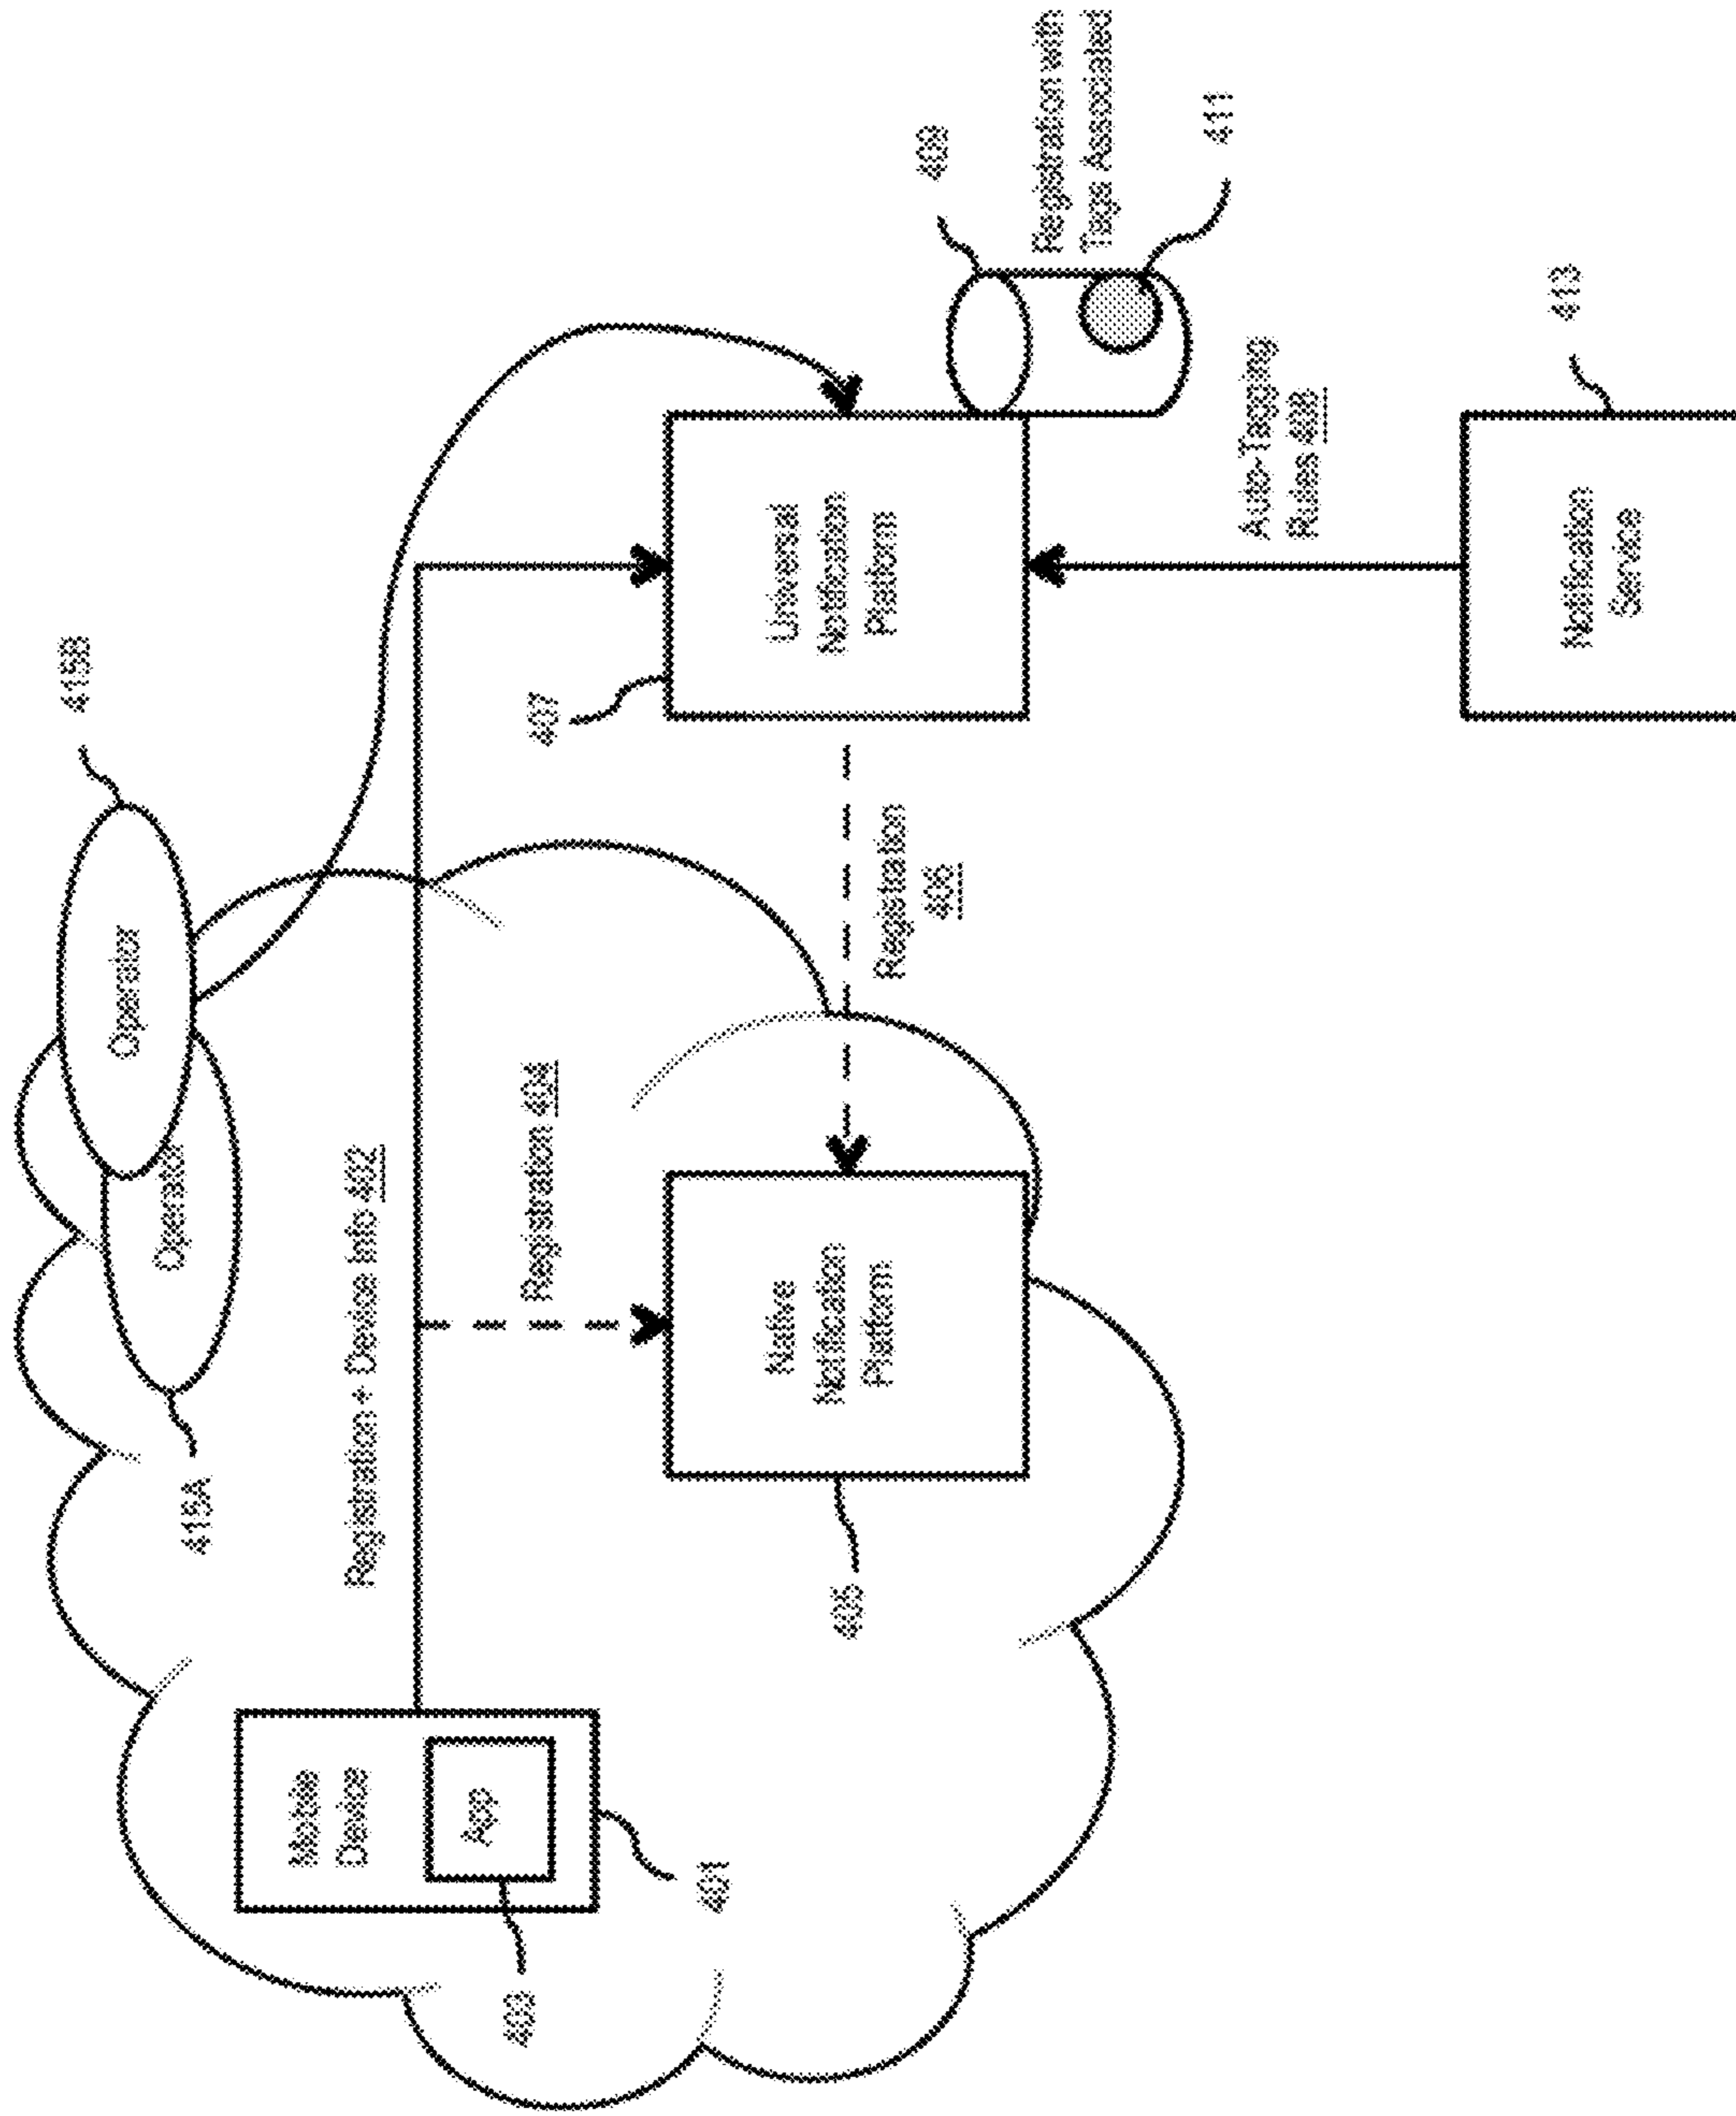 415B
Operator
Operator
415A
Registration + Device Info 402
Mobile
Device
App
403
401
Registration 404
Native
Notification
Platform
405
Registration
406
407
Universal
Notification
Platform
409
Registration with
Tags Associated
411
Auto-Tagging
Rules 408
Notification
Service
413